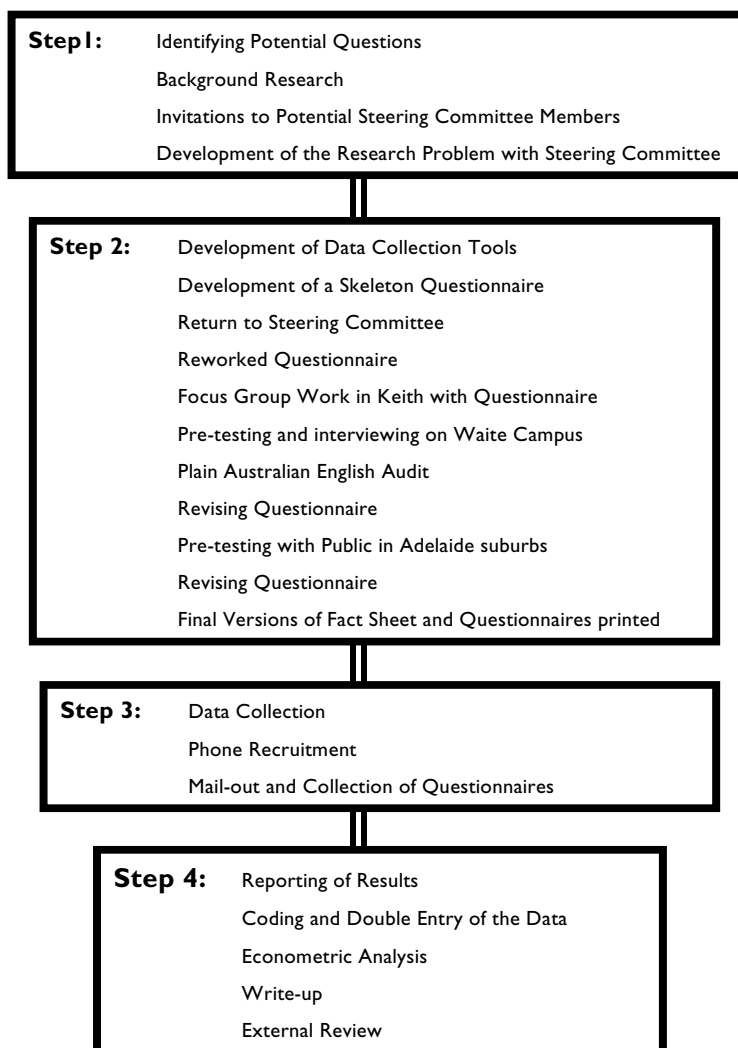 Step1: Identifying Potential Questions
Background Research
Invitations to Potential Steering Committee Members
Development of the Research Problem with Steering Committee
Step 2: Development of Data Collection Tools
Development of a Skeleton Questionnaire
Return to Steering Committee
Reworked Questionnaire
Focus Group Work in Keith with Questionnaire
Pre-testing and interviewing on Waite Campus
Plain Australian English Audit
Revising Questionnaire
Pre-testing with Public in Adelaide suburbs
Revising Questionnaire
Final Versions of Fact Sheet and Questionnaires printed
Step 3: Data Collection
Phone Recruitment
Mail-out and Collection of Questionnaires
Step 4: Reporting of Results
Coding and Double Entry of the Data
Econometric Analysis
Write-up
External Review